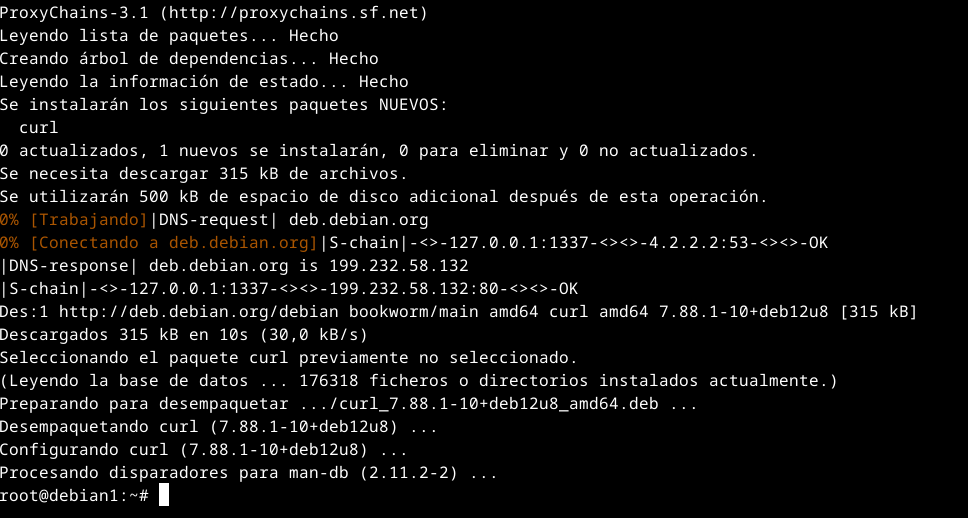 ProxyChains-3.1 (http://proxychains.sf.net)
Leyendo lista de paquetes... Hecho
Creando árbol de dependencias... Hecho
Leyendo la información de estado... Hecho
Se instalarán los siguientes paquetes NUEVOS:
  curl
0 actualizados, 1 nuevos se instalarán, 0 para eliminar y 0 no actualizados.
Se necesita descargar 315 kB de archivos.
Se utilizarán 500 kB de espacio de disco adicional después de esta operación.
0% [Trabajando]|DNS-request| deb.debian.org
0% [Conectando a deb.debian.org]|S-chain|-<>-127.0.0.1:1337-<><>-4.2.2.2:53-<><>-OK
|DNS-response| deb.debian.org is 199.232.58.132
|S-chain|-<>-127.0.0.1:1337-<><>-199.232.58.132:80-<><>-OK
Des:1 http://deb.debian.org/debian bookworm/main amd64 curl amd64 7.88.1-10+deb12u8 [315 kB]
Descargados 315 kB en 10s (30,0 kB/s)
Seleccionando el paquete curl previamente no seleccionado.
(Leyendo la base de datos ... 176318 ficheros o directorios instalados actualmente.)
Preparando para desempaquetar .../curl_7.88.1-10+deb12u8_amd64.deb ...
Desempaquetando curl (7.88.1-10+deb12u8) ...
Configurando curl (7.88.1-10+deb12u8) ...
Procesando disparadores para man-db (2.11.2-2) ...
root@debian1:~#